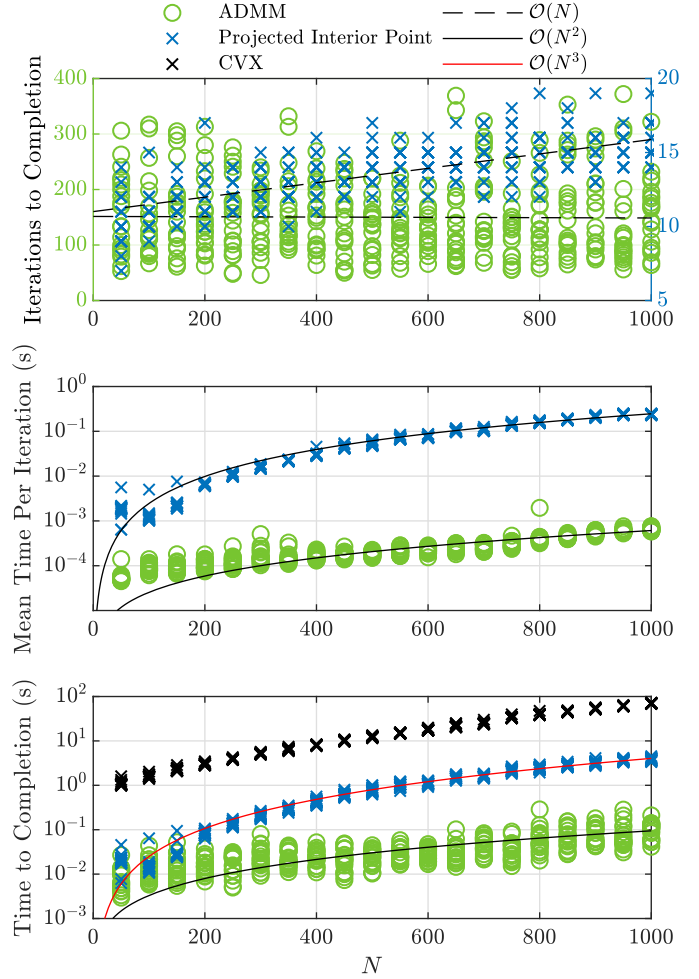 ADMM
Projected Interior Point
CVX
O(N)
O(N²)
O(N³)
Iterations to Completion
400
300
200
100
0
20
15
10
5
0 200 400 600 800 1000
Mean Time Per Iteration (s)
10⁰
10⁻¹
10⁻²
10⁻³
10⁻⁴
0 200 400 600 800 1000
Time to Completion (s)
10²
10¹
10⁰
10⁻¹
10⁻²
10⁻³
0 200 400 600 800 1000
N